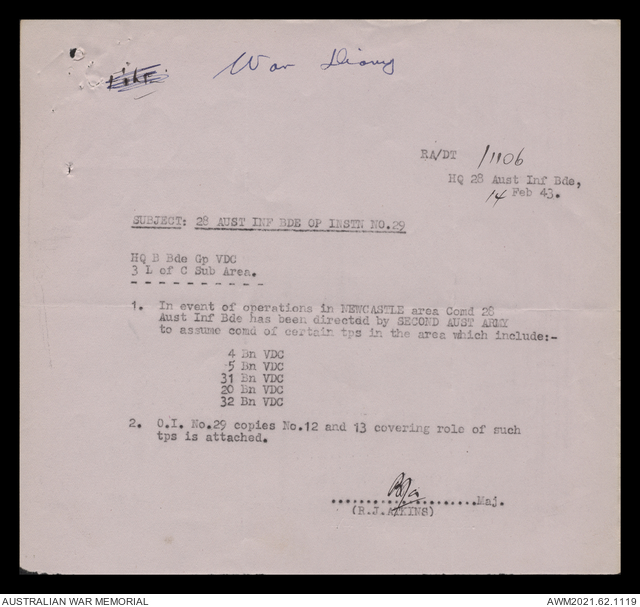 War Diary
RA/DT /1106
HQ 28 Aust Inf Bde,
14 Feb 43.
SUBJECT: 28 AUST INF BDE OP INSTN NO.29
HQ B Bde Gp VDC
3 L of C Sub Area.
- - - - - - - - - -
1. In event of operations in NEWCASTLE area Comd 28
Aust Inf Bde has been directed by SECOND AUST ARMY
to assume comd of certain tps in the area which include:-
4 Bn VDC
5 Bn VDC
31 Bn VDC
20 Bn VDC
32 Bn VDC
2. O.I. No.29 copies No.12 and 13 covering role of such
tps is attached.
....................Maj.
(R.J.ATKINS)
AUSTRALIAN WAR MEMORIAL
AWM2021.62.1119